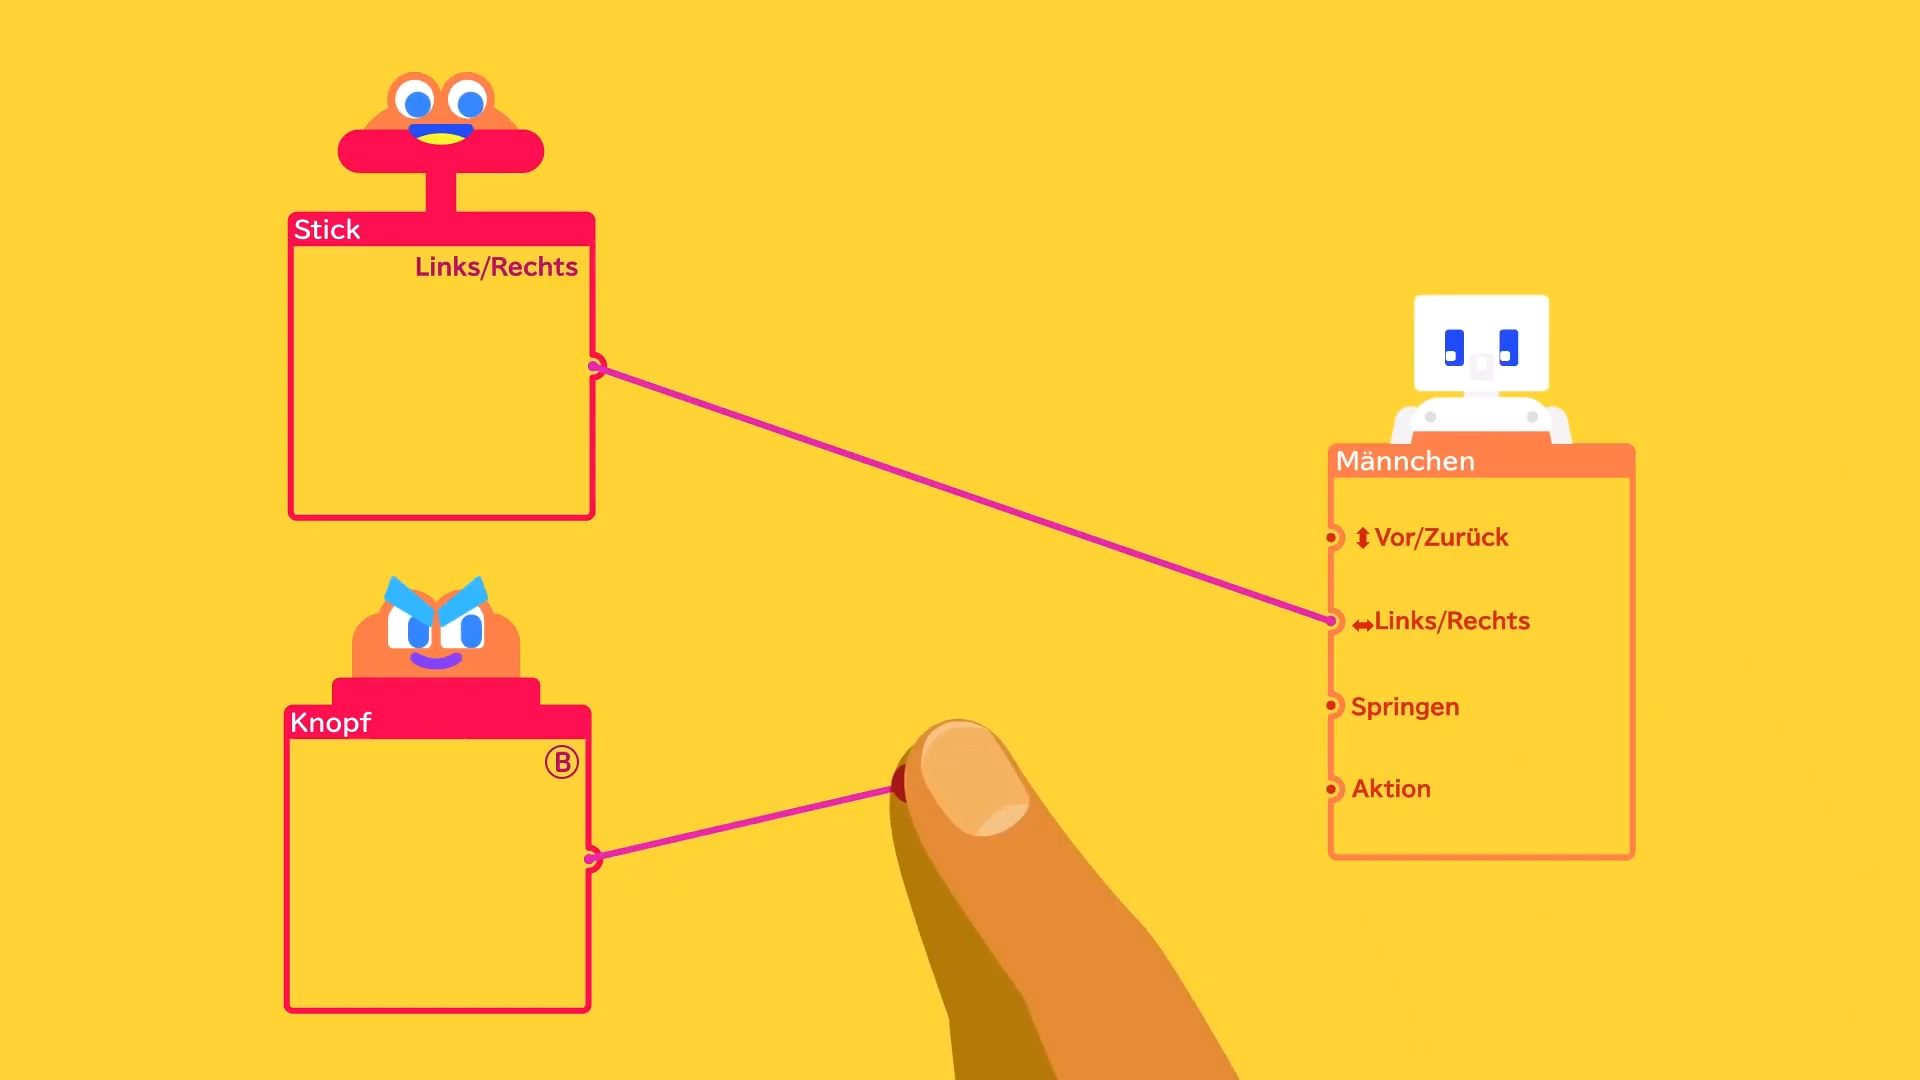 Stick
Links/Rechts
Männchen
Vor/Zurück
Links/Rechts
Springen
Aktion
Knopf
Ⓑ